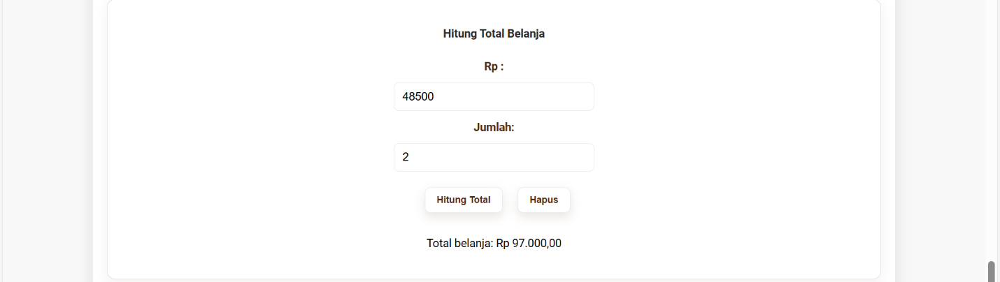 Hitung Total Belanja
Rp :
48500
Jumlah:
2
Hitung Total Hapus
Total belanja: Rp 97.000,00